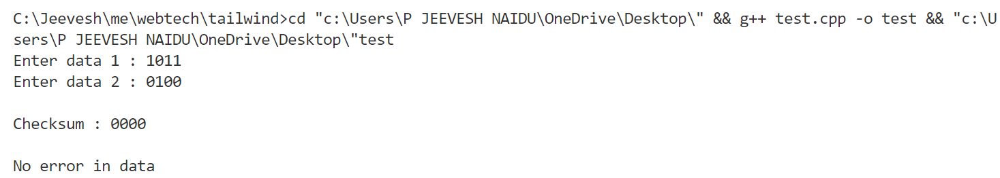 C:\Jeevesh\me\webtech\tailwind>cd "c:\Users\P JEEVESH NAIDU\OneDrive\Desktop\" && g++ test.cpp -o test && "c:\U
sers\P JEEVESH NAIDU\OneDrive\Desktop\"test
Enter data 1 : 1011
Enter data 2 : 0100
Checksum : 0000
No error in data